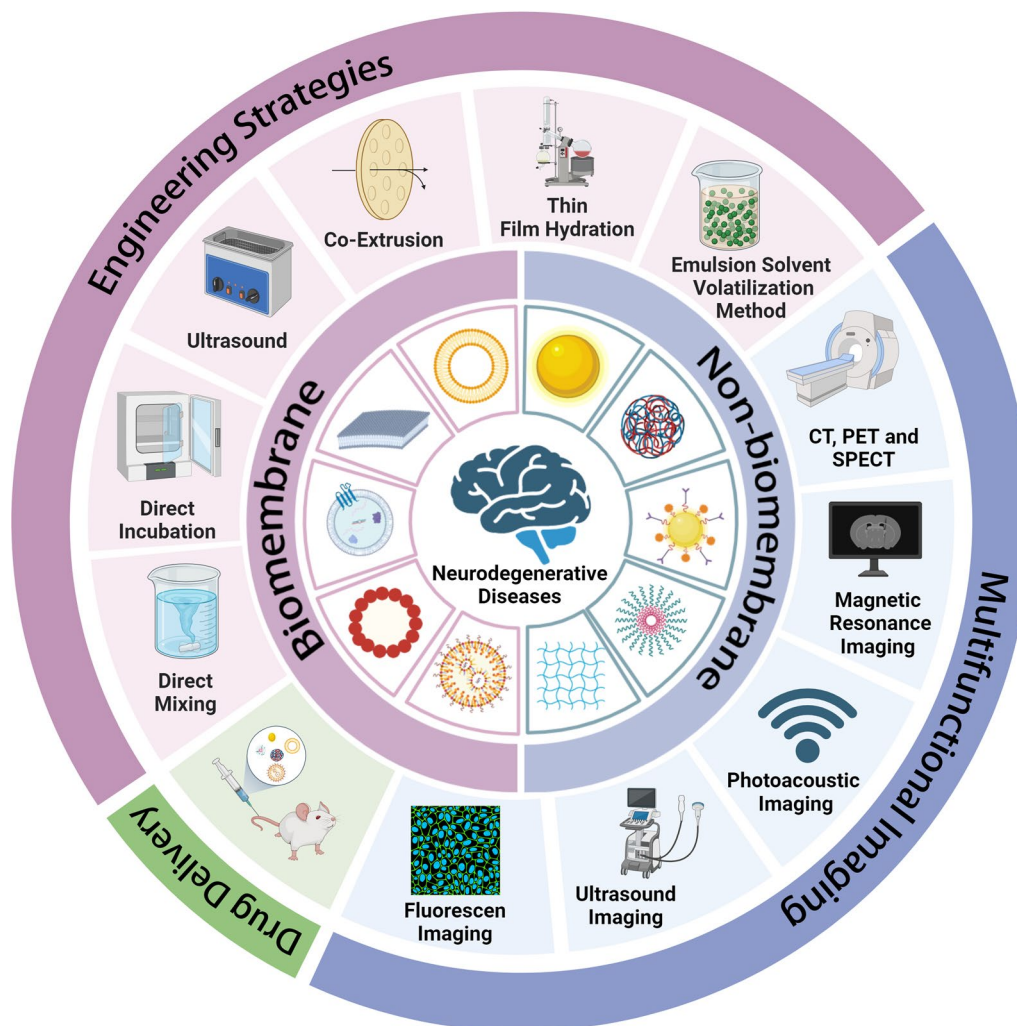 Engineering Strategies
Co-Extrusion
Thin
Film Hydration
Emulsion Solvent
Volatilization
Method
Ultrasound
Direct
Incubation
Direct
Mixing
Biomembrane
Non-biomembrane
Neurodegenerative
Diseases
CT, PET and
SPECT
Magnetic
Resonance
Imaging
Photoacoustic
Imaging
Ultrasound
Imaging
Fluorescen
Imaging
Multifunctional Imaging
Drug Delivery